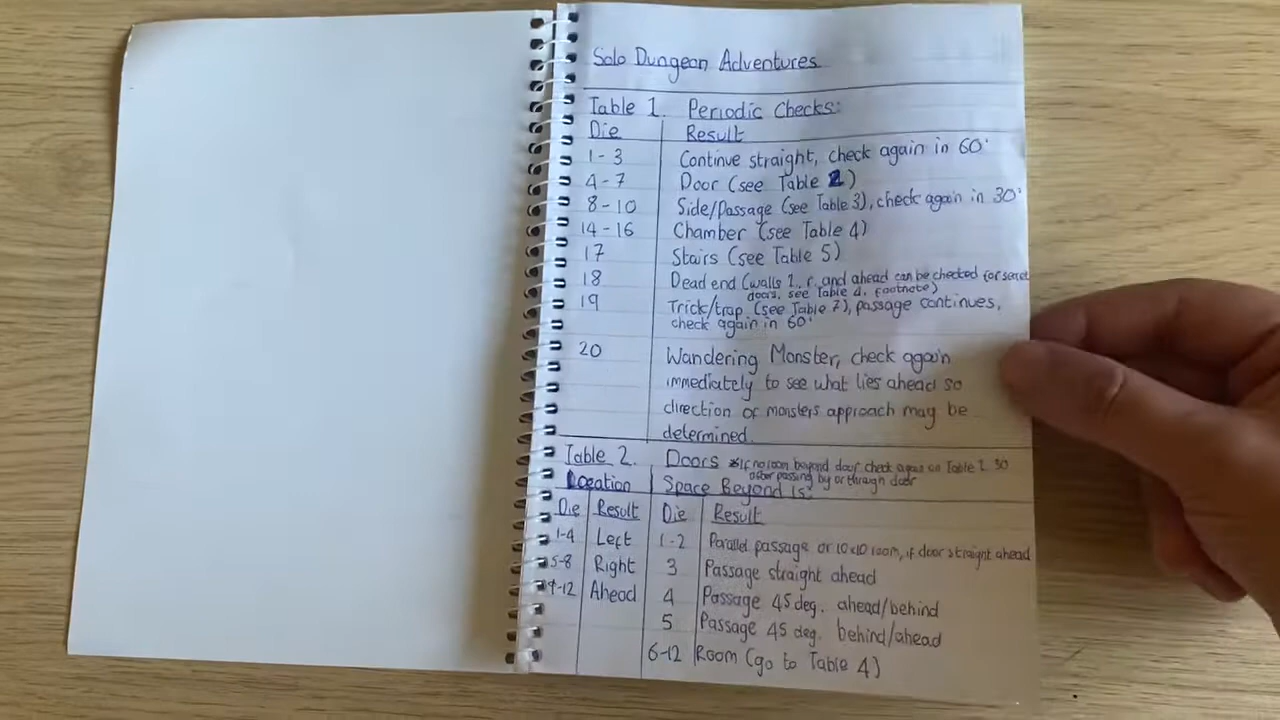 Solo Dungeon Adventures
Table 1. Periodic Checks:
Die Result
1-3 Continue straight, check again in 60'
4-7 Door (see Table 2)
8-10 Side/Passage (see Table 3), check again in 30'
14-16 Chamber (see Table 4)
17 Stairs (see Table 5)
18 Dead end (walls l., r. and ahead can be checked for secret
doors, see Table 4, footnote)
19 Trick/trap (see Table 7), passage continues,
check again in 60'
20 Wandering Monster, check again
immediately to see what lies ahead so
direction of monsters approach may be
determined.
Table 2. Doors *If no room beyond door check again on Table 1. 30
after passing by or through door
Location Space Beyond is:
Die Result Die Result
1-4 Left 1-2 Parallel passage or 10x10 room, if door straight ahead
5-8 Right 3 Passage straight ahead
9-12 Ahead 4 Passage 45 deg. ahead/behind
5 Passage 45 deg. behind/ahead
6-12 Room (go to Table 4)